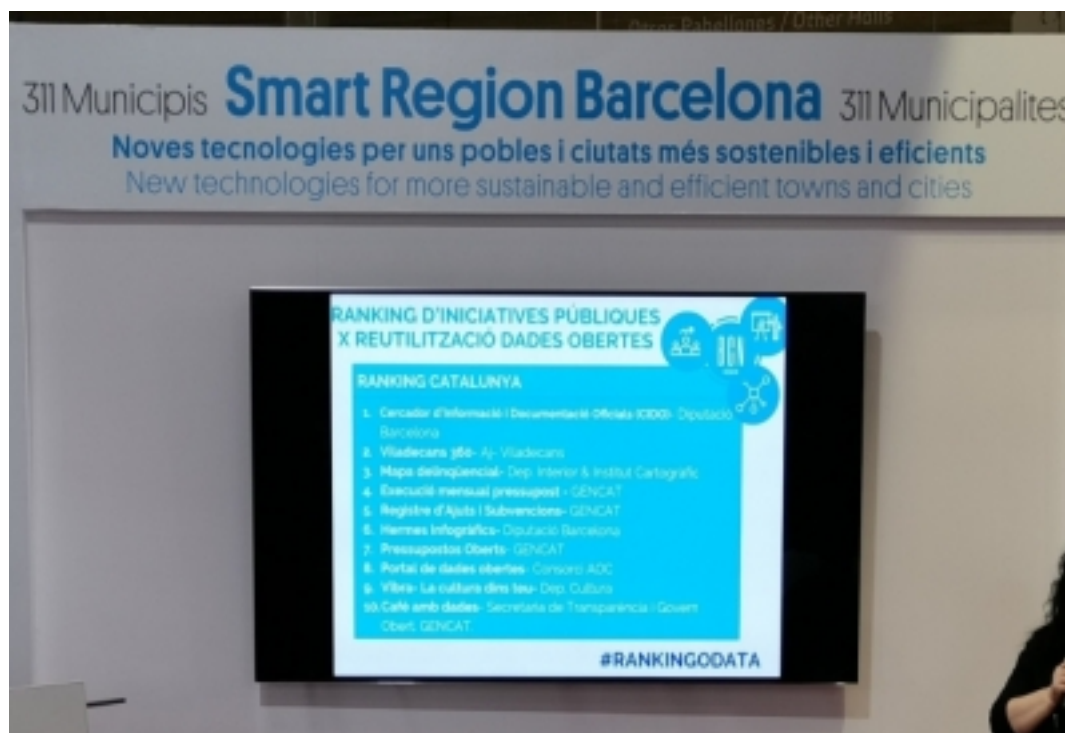 Otros Pabellones / Other Halls
311 Municipis Smart Region Barcelona 311 Municipalites
Noves tecnologies per uns pobles i ciutats més sostenibles i eficients
New technologies for more sustainable and efficient towns and cities
RANKING D'INICIATIVES PÚBLIQUES
X REUTILITZACIÓ DADES OBERTES
BGN
RANKING CATALUNYA
1. Cercador d'Informació i Documentació Oficials (CIDO)- Diputació
Barcelona
2. Viladecans 360- Aj- Viladecans
3. Mapa delinqüencial- Dep. Interior & Institut Cartogràfic
4. Execució mensual pressupost - GENCAT
5. Registre d'Ajuts i Subvencions- GENCAT
6. Hermes Infogràfics- Diputació Barcelona
7. Pressupostos Oberts- GENCAT
8. Portal de dades obertes- Consorci AOC
9. Vibra- La cultura dins teu- Dep. Cultura
10. Café amb dades- Secretaria de Transparència i Govern
Obert. GENCAT.
#RANKINGODATA